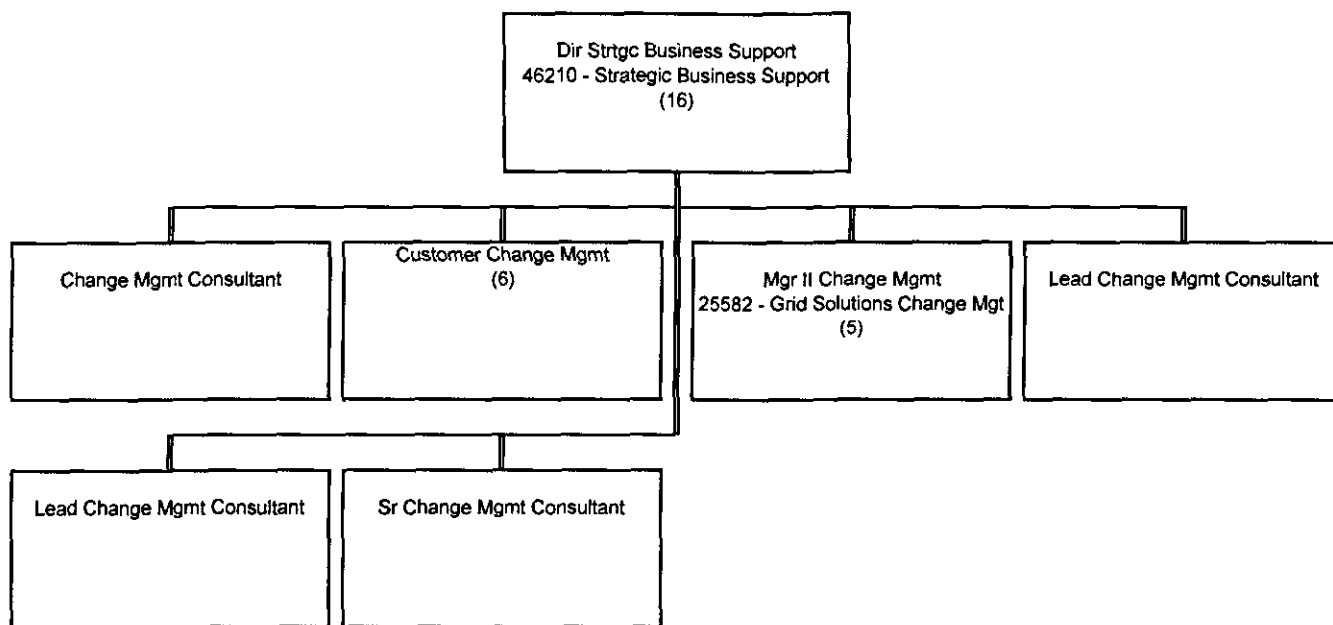 Dir Strtgc Business Support
46210 - Strategic Business Support
(16)
Change Mgmt Consultant
Customer Change Mgmt
(6)
Mgr II Change Mgmt
25582 - Grid Solutions Change Mgt
(5)
Lead Change Mgmt Consultant
Lead Change Mgmt Consultant
Sr Change Mgmt Consultant